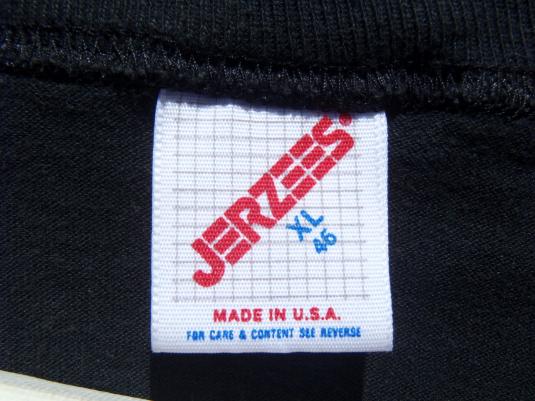 JERZEES
XL
46
MADE IN U.S.A.
FOR CARE & CONTENT SEE REVERSE